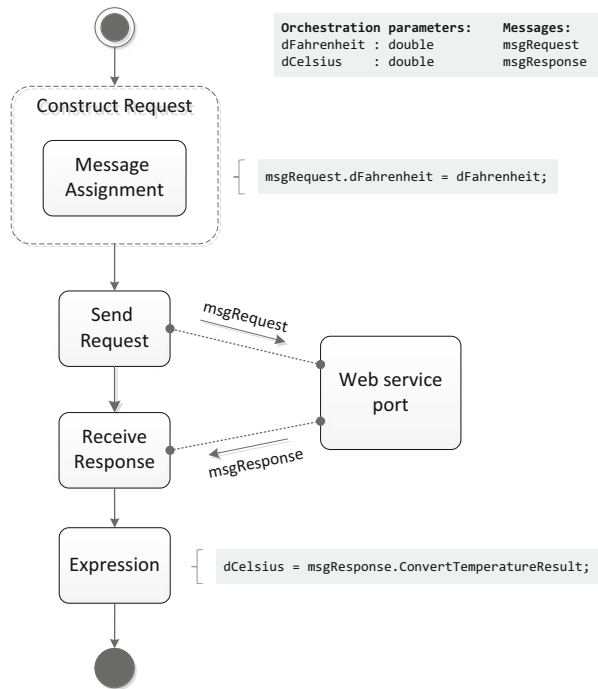 Orchestration parameters: Messages:
dFahrenheit : double msgRequest
dCelsius : double msgResponse
Construct Request
Message
Assignment
msgRequest.dFahrenheit = dFahrenheit;
Send
Request
msgRequest
Web service
port
Receive
Response
msgResponse
Expression
dCelsius = msgResponse.ConvertTemperatureResult;